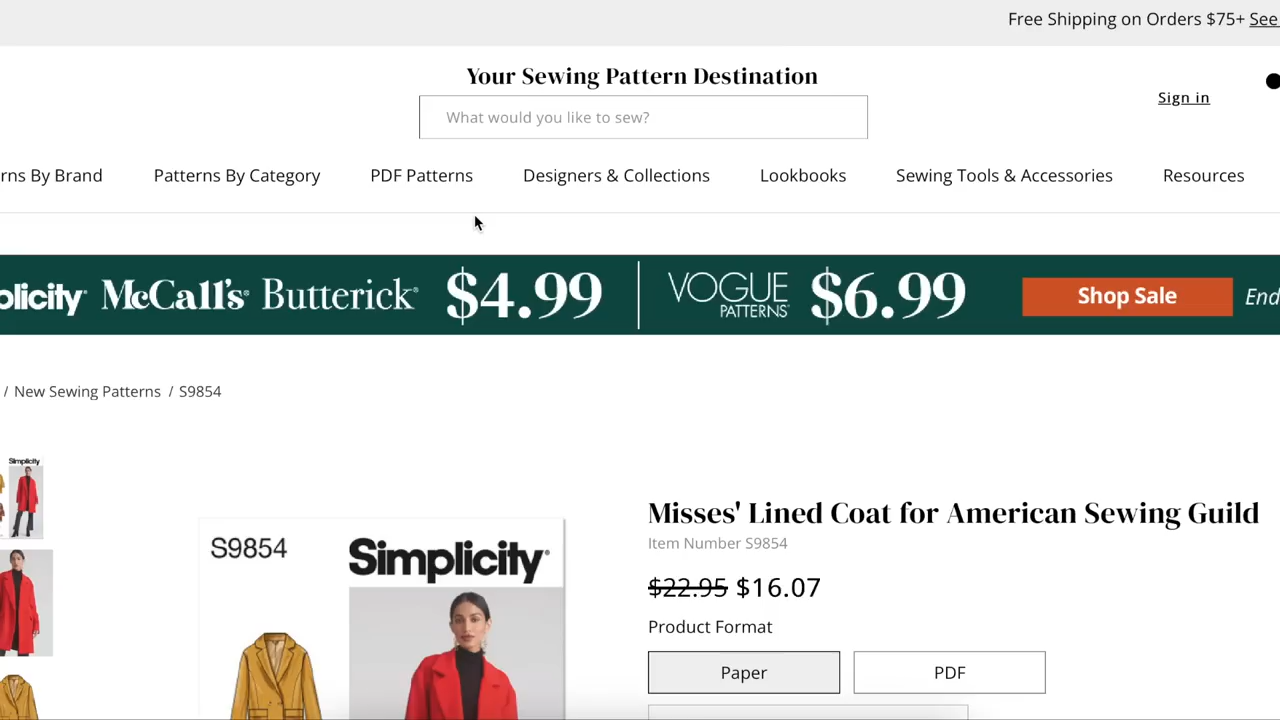 Free Shipping on Orders $75+ See
Your Sewing Pattern Destination
What would you like to sew?
Sign in
rns By Brand
Patterns By Category
PDF Patterns
Designers & Collections
Lookbooks
Sewing Tools & Accessories
Resources
plicity McCall's Butterick $4.99
VOGUE PATTERNS $6.99
Shop Sale
End
/ New Sewing Patterns / S9854
Simplicity
S9854
Simplicity
Misses' Lined Coat for American Sewing Guild
Item Number S9854
$22.95 $16.07
Product Format
Paper
PDF